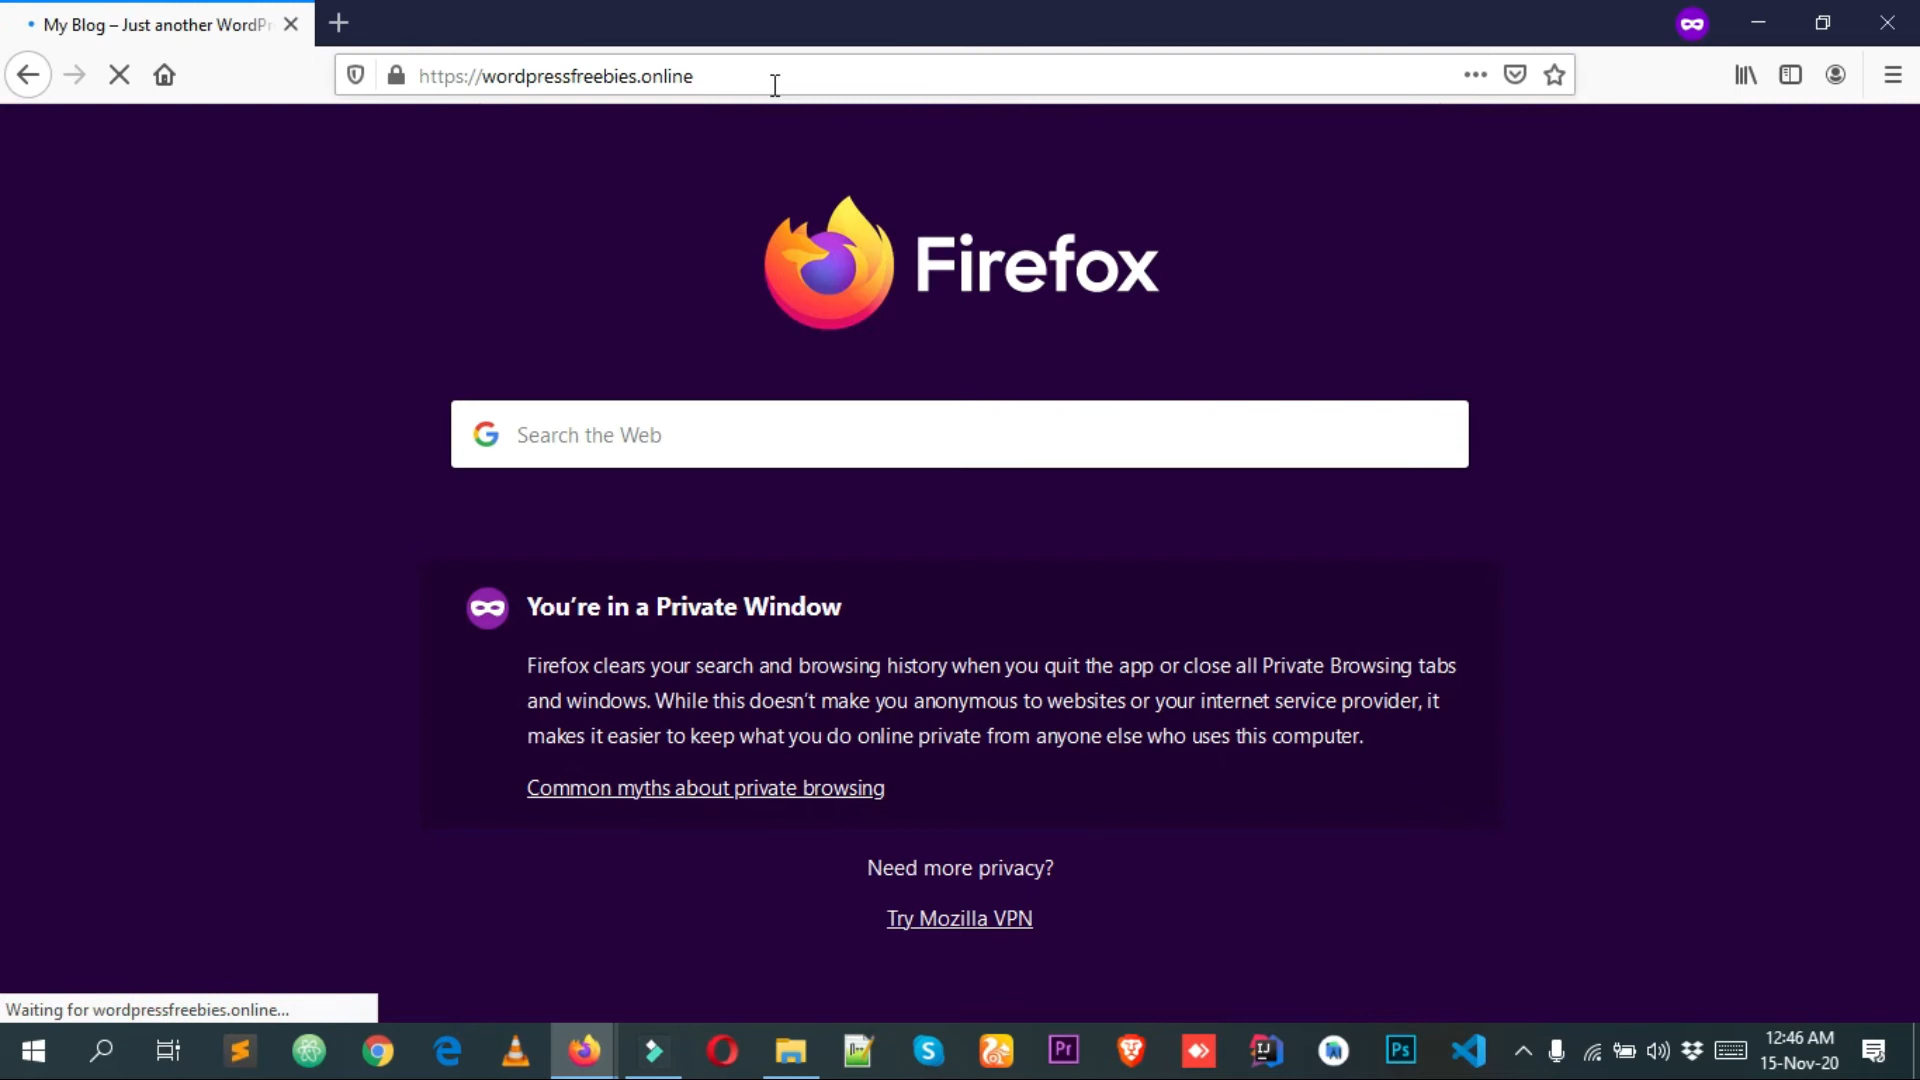 My Blog – Just another WordPr
https://wordpressfreebies.online
Firefox
Search the Web
You're in a Private Window
Firefox clears your search and browsing history when you quit the app or close all Private Browsing tabs
and windows. While this doesn't make you anonymous to websites or your internet service provider, it
makes it easier to keep what you do online private from anyone else who uses this computer.
Common myths about private browsing
Need more privacy?
Try Mozilla VPN
Waiting for wordpressfreebies.online...
Pr
IJ
Ps
12:46 AM
15-Nov-20